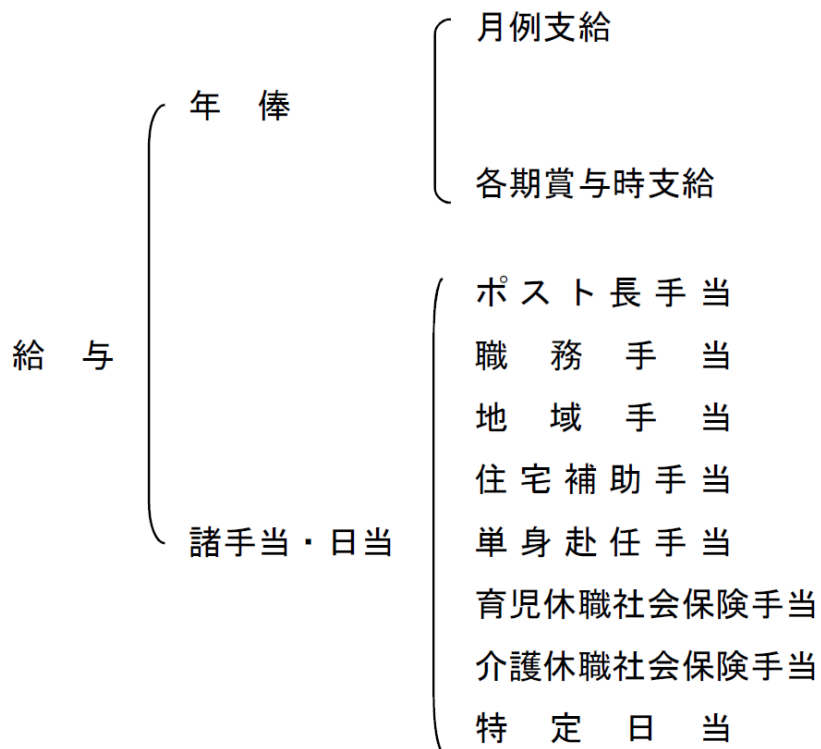 月例支給
年　俸
各期賞与時支給
ポスト長手当
給　与
職務手当
地域手当
住宅補助手当
諸手当・日当
単身赴任手当
育児休職社会保険手当
介護休職社会保険手当
特定日当